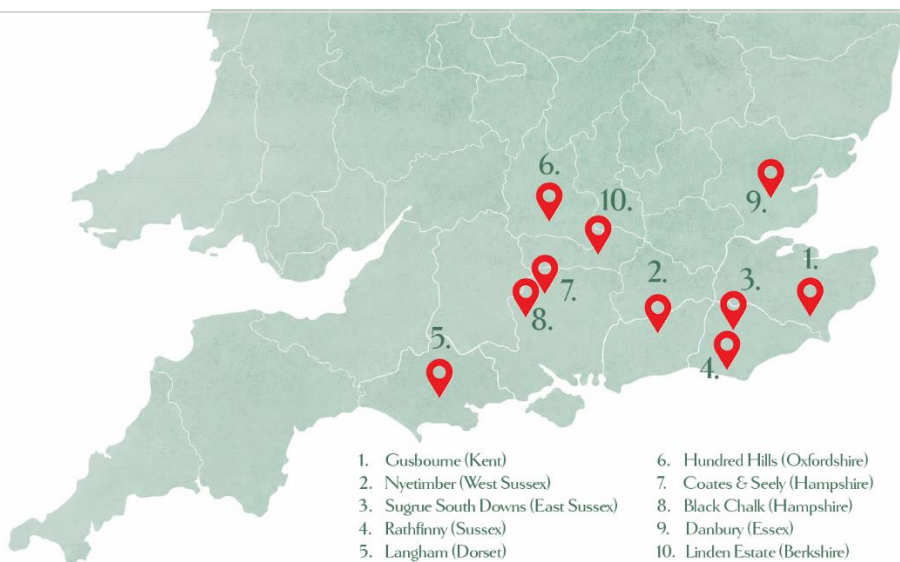 6.
10.
9.
1.
2.
3.
7.
8.
5.
4.
1. Gusbourne (Kent)
2. Nyetimber (West Sussex)
3. Sugrue South Downs (East Sussex)
4. Rathfinny (Sussex)
5. Langham (Dorset)
6. Hundred Hills (Oxfordshire)
7. Coates & Seely (Hampshire)
8. Black Chalk (Hampshire)
9. Danbury (Essex)
10. Linden Estate (Berkshire)